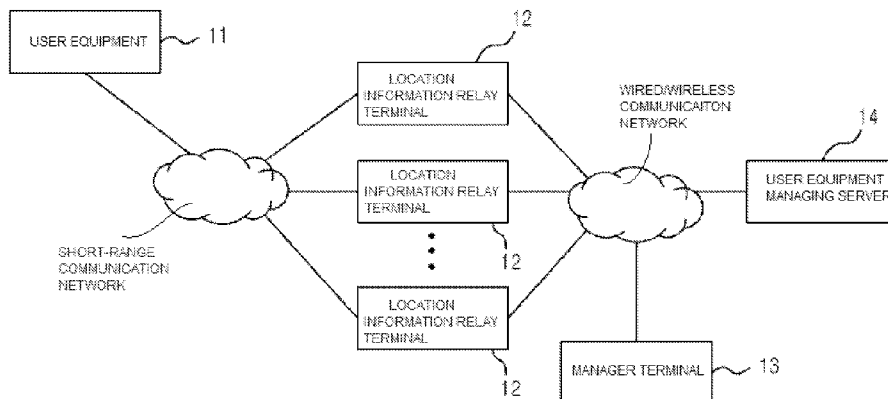 USER EQUIPMENT
11
12
LOCATION
INFORMATION RELAY
TERMINAL
WIRED/WIRELESS
COMMUNICAITON
NETWORK
14
LOCATION
INFORMATION RELAY
TERMINAL
USER EQUIPMENT
MANAGING SERVER
12
SHORT-RANGE
COMMUNICATION
NETWORK
LOCATION
INFORMATION RELAY
TERMINAL
12
MANAGER TERMINAL
13